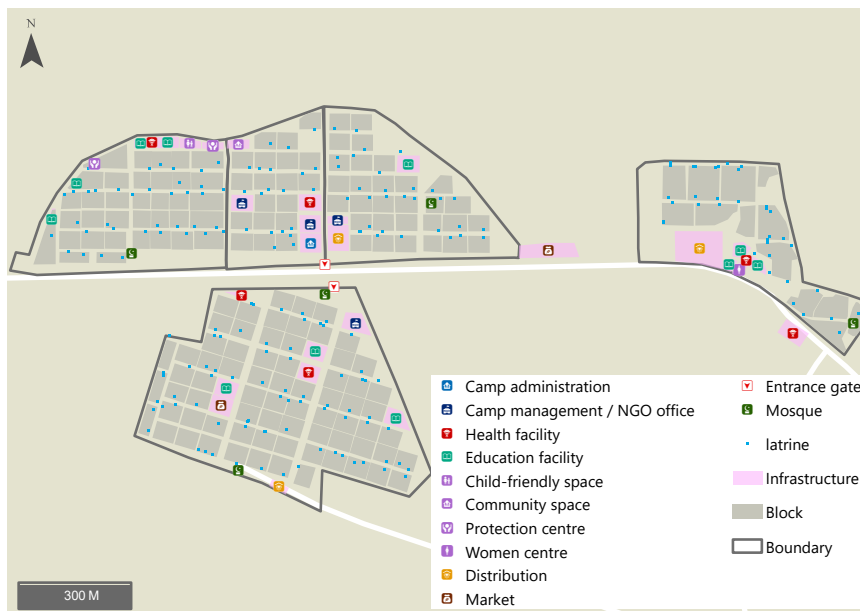 N
Camp administration
Camp management / NGO office
Health facility
Education facility
Child-friendly space
Community space
Protection centre
Women centre
Distribution
Market
Entrance gate
Mosque
latrine
Infrastructure
Block
Boundary
300 M